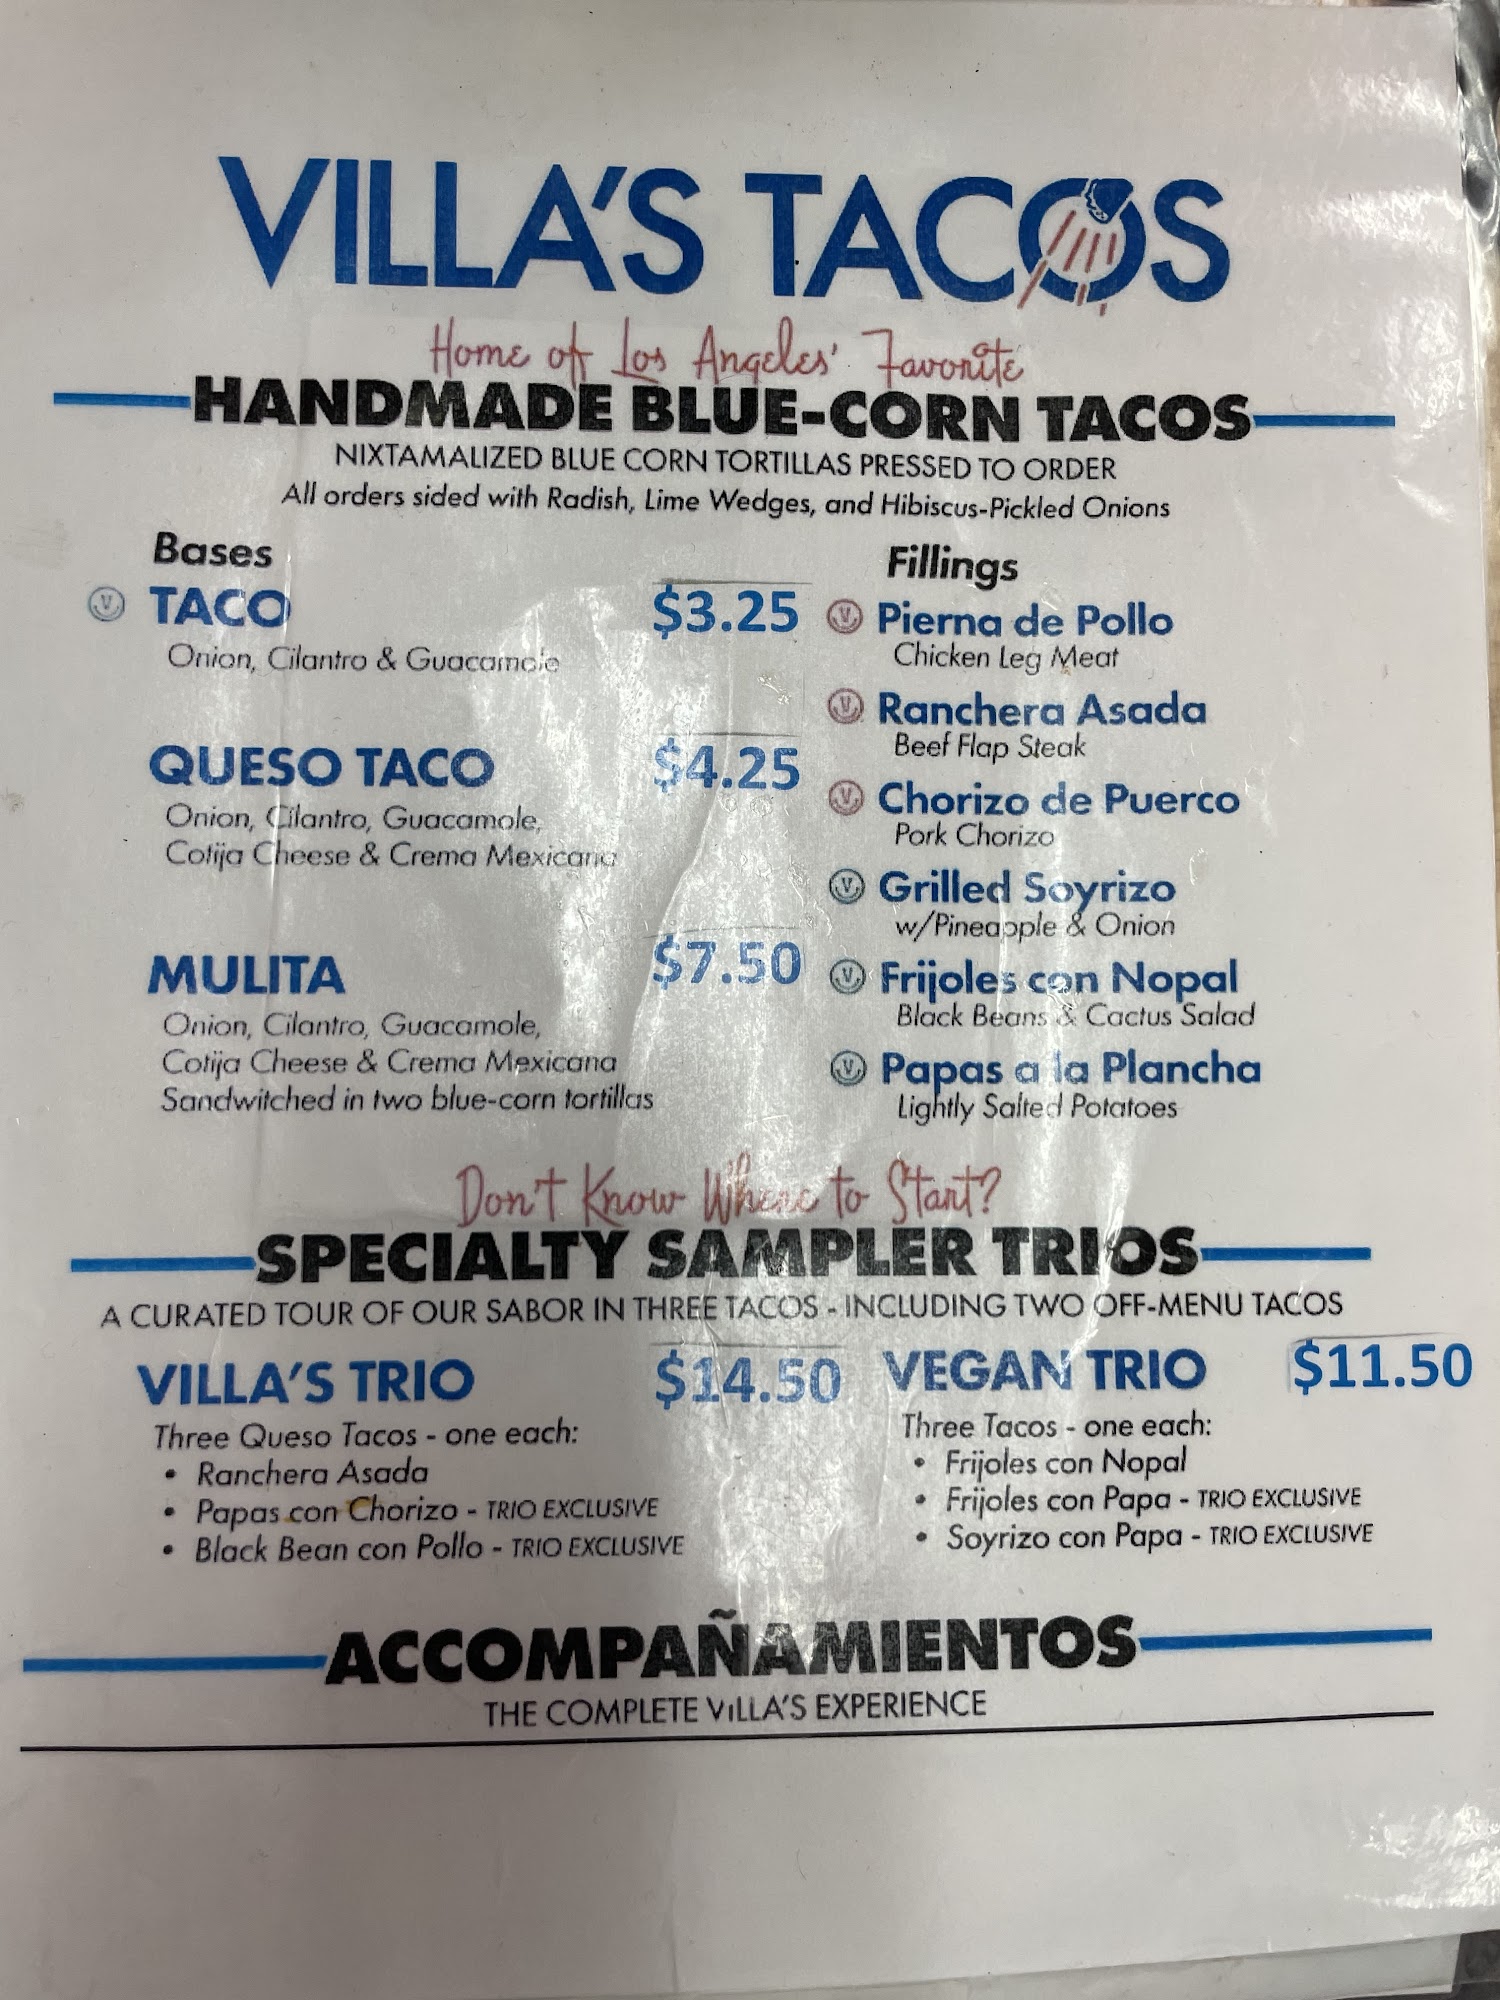 VILLA'S TACOS
Home of Los Angeles' Favorite
HANDMADE BLUE-CORN TACOS
NIXTAMALIZED BLUE CORN TORTILLAS PRESSED TO ORDER
All orders sided with Radish, Lime Wedges, and Hibiscus-Pickled Onions
Bases
V TACO $3.25
Onion, Cilantro & Guacamole
QUESO TACO $4.25
Onion, Cilantro, Guacamole,
Cotija Cheese & Crema Mexicana
MULITA $7.50
Onion, Cilantro, Guacamole,
Cotija Cheese & Crema Mexicana
Sandwitched in two blue-corn tortillas
Fillings
V Pierna de Pollo
Chicken Leg Meat
V Ranchera Asada
Beef Flap Steak
V Chorizo de Puerco
Pork Chorizo
V Grilled Soyrizo
w/Pineapple & Onion
V Frijoles con Nopal
Black Beans & Cactus Salad
V Papas a la Plancha
Lightly Salted Potatoes
Don't Know Where to Start?
SPECIALTY SAMPLER TRIOS
A CURATED TOUR OF OUR SABOR IN THREE TACOS - INCLUDING TWO OFF-MENU TACOS
VILLA'S TRIO $14.50
Three Queso Tacos - one each:
• Ranchera Asada
• Papas con Chorizo - TRIO EXCLUSIVE
• Black Bean con Pollo - TRIO EXCLUSIVE
VEGAN TRIO $11.50
Three Tacos - one each:
• Frijoles con Nopal
• Frijoles con Papa - TRIO EXCLUSIVE
• Soyrizo con Papa - TRIO EXCLUSIVE
ACCOMPAÑAMIENTOS
THE COMPLETE VILLA'S EXPERIENCE